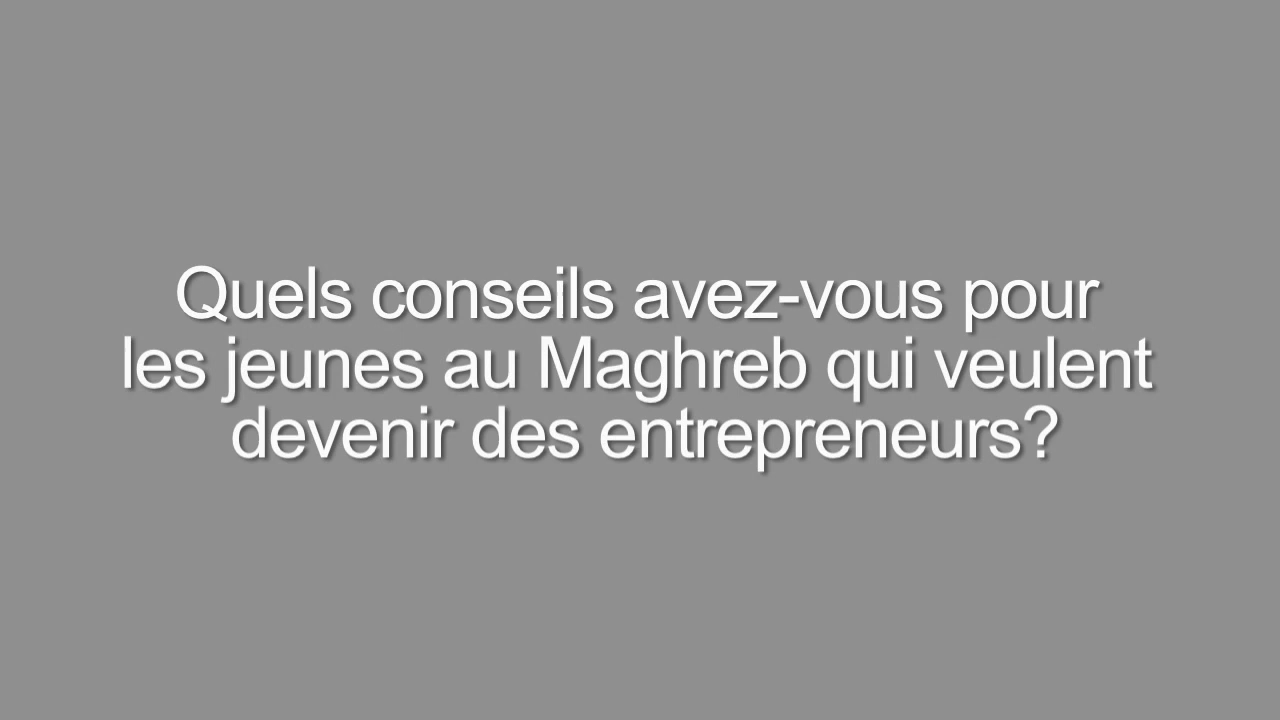 Quels conseils avez-vous pour
les jeunes au Maghreb qui veulent
devenir des entrepreneurs?